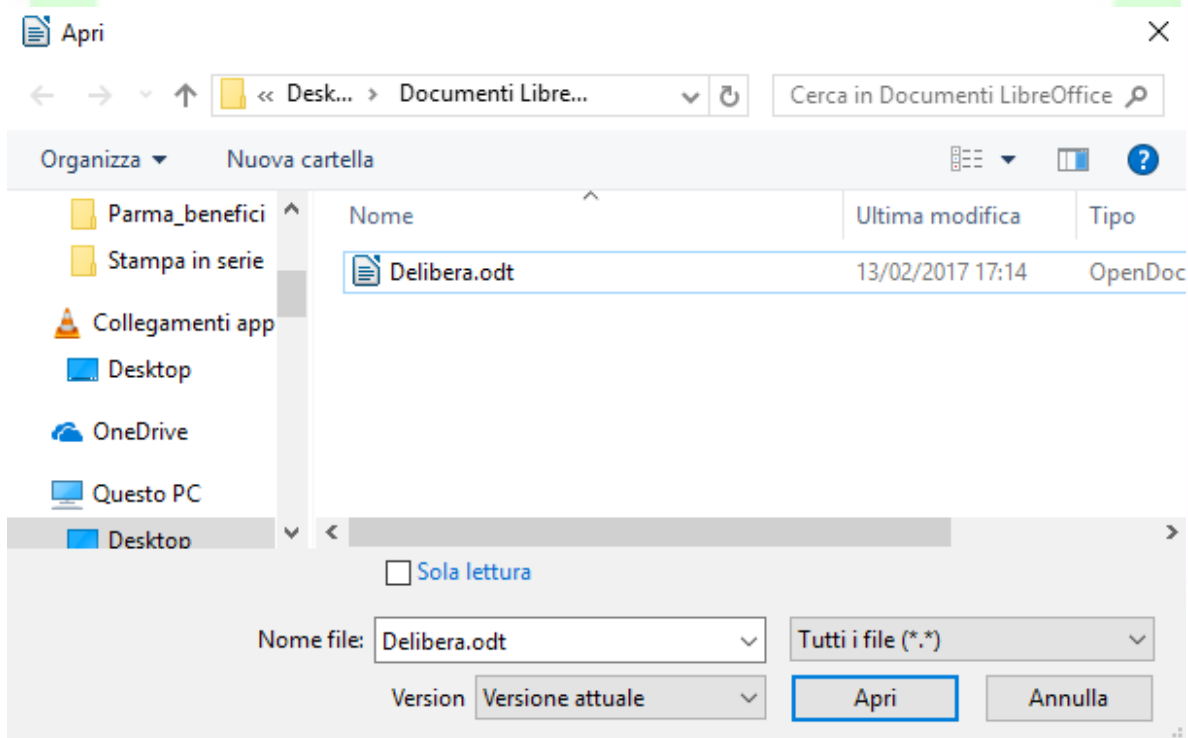 Apri
« Desk... › Documenti Libre...
Cerca in Documenti LibreOffice
Organizza
Nuova cartella
Parma_benefici
Stampa in serie
Collegamenti app
Desktop
OneDrive
Questo PC
Desktop
Nome
Ultima modifica
Tipo
Delibera.odt
13/02/2017 17:14
OpenDoc
Sola lettura
Nome file: Delibera.odt
Tutti i file (*.*)
Version Versione attuale
Apri
Annulla